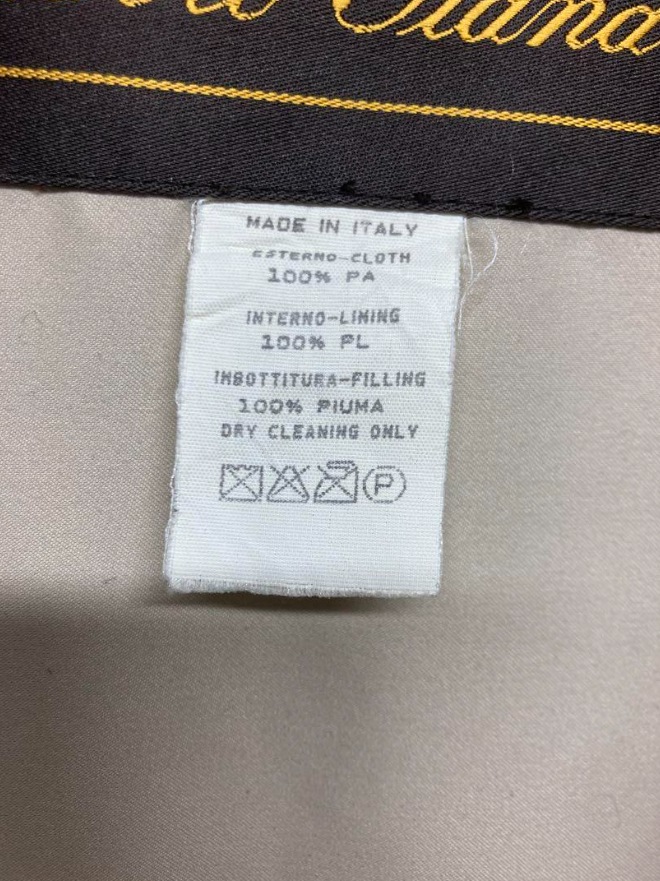 MADE IN ITALY
ESTERNO-CLOTH
100% PA
INTERNO-LINING
100% PL
IMBOTTITURA-FILLING
100% PIUMA
DRY CLEANING ONLY
P